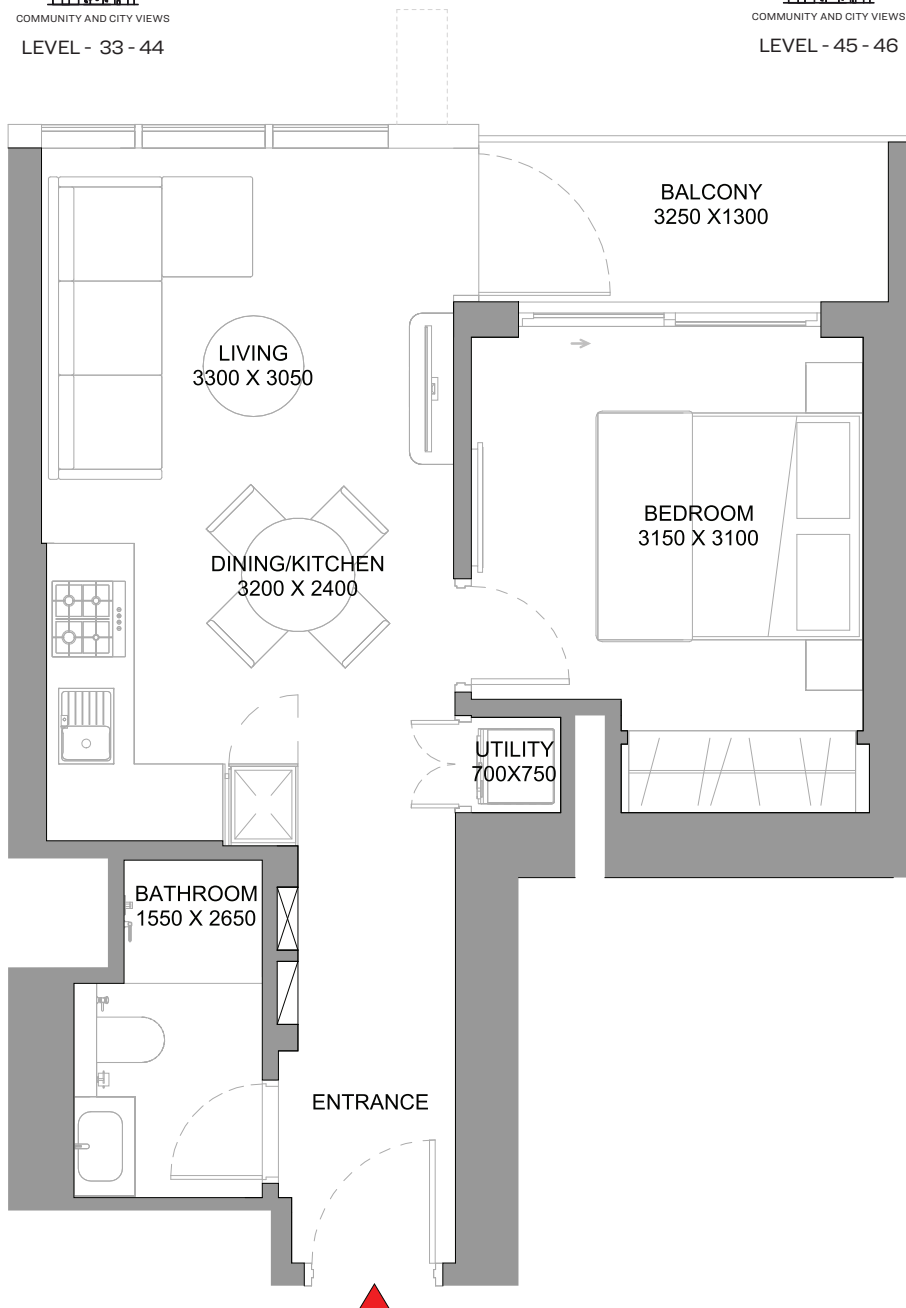 COMMUNITY AND CITY VIEWS
LEVEL - 33 - 44
COMMUNITY AND CITY VIEWS
LEVEL - 45 - 46
BALCONY
3250 X1300
LIVING
3300 X 3050
BEDROOM
3150 X 3100
DINING/KITCHEN
3200 X 2400
UTILITY
700X750
BATHROOM
1550 X 2650
ENTRANCE